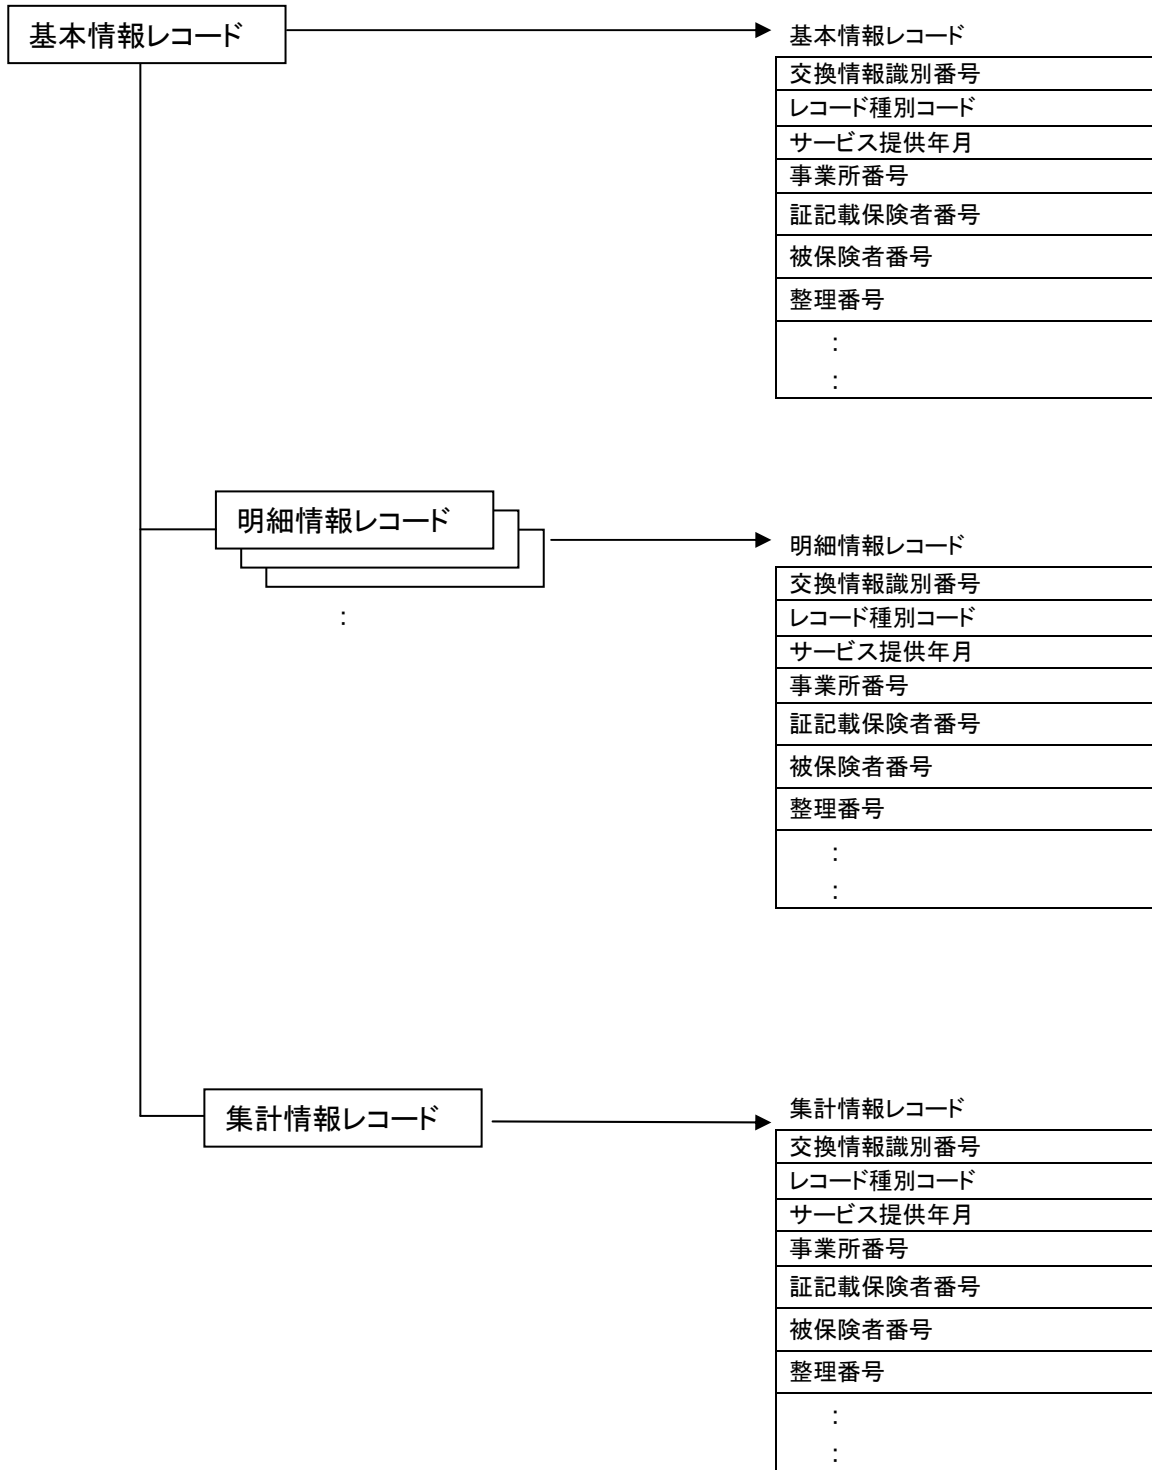 基本情報レコード
基本情報レコード
交換情報識別番号
レコード種別コード
サービス提供年月
事業所番号
証記載保険者番号
被保険者番号
整理番号
:
:
明細情報レコード
:
明細情報レコード
交換情報識別番号
レコード種別コード
サービス提供年月
事業所番号
証記載保険者番号
被保険者番号
整理番号
:
:
集計情報レコード
集計情報レコード
交換情報識別番号
レコード種別コード
サービス提供年月
事業所番号
証記載保険者番号
被保険者番号
整理番号
:
: